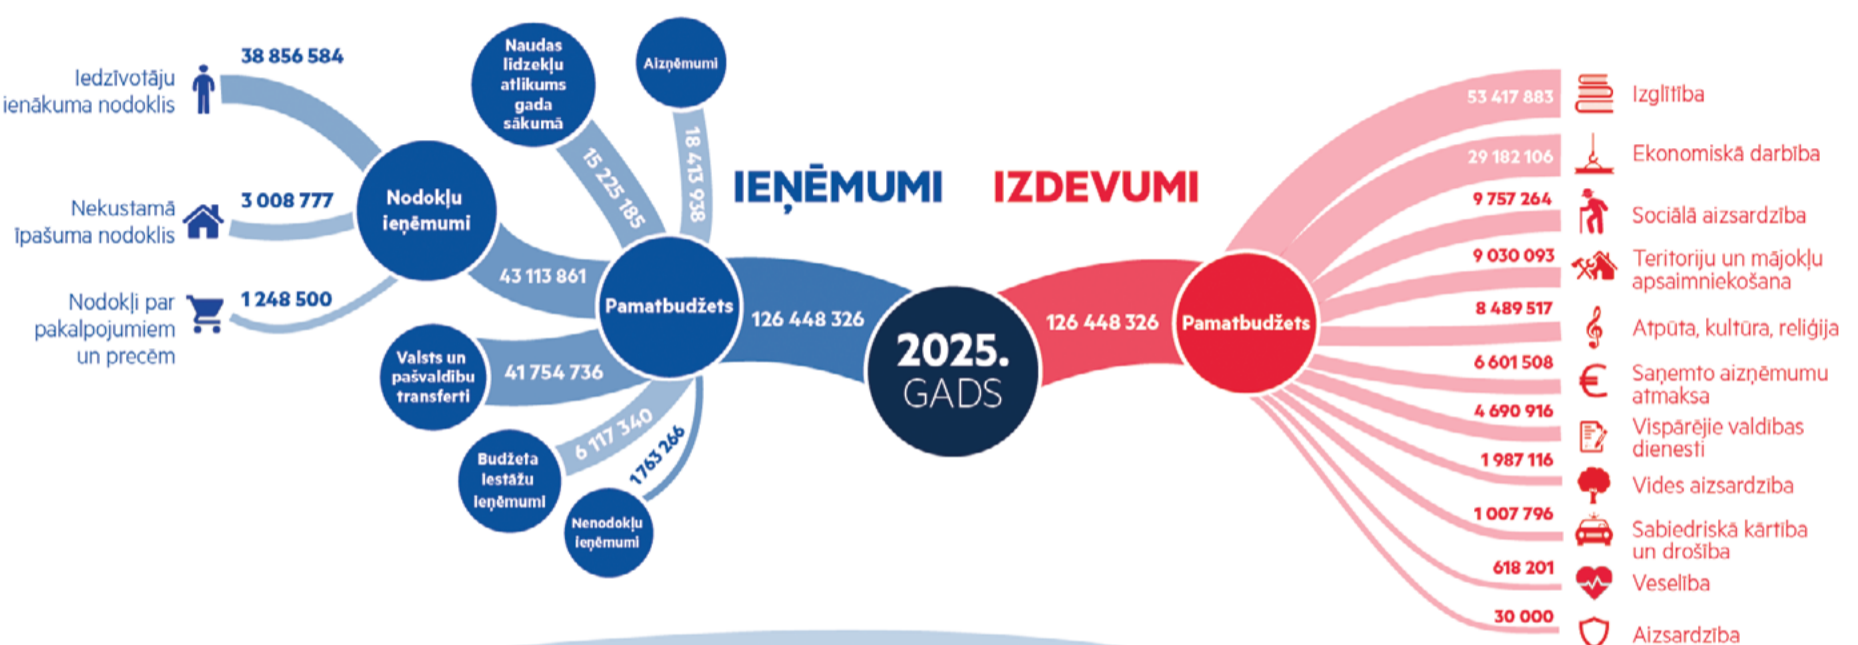 38 856 584
Iedzīvotāju
ienākuma nodoklis
3 008 777
Nekustamā
īpašuma nodoklis
1 248 500
Nodokļi par
pakalpojumiem
un precēm
Nodokļu
ieņēmumi
43 113 861
Naudas
līdzekļu
atlikums
gada
sākumā
15 225 185
Aizņēmumi
18 413 938
Valsts un
pašvaldību
transferti
41 754 736
Budžeta
Iestāžu
Ieņēmumi
6 117 340
Nenodokļu
ieņēmumi
1 763 266
Pamatbudžets
IEŅĒMUMI
126 448 326
2025.
GADS
IZDEVUMI
126 448 326
Pamatbudžets
53 417 883
Izglītība
29 182 106
Ekonomiskā darbība
9 757 264
Sociālā aizsardzība
9 030 093
Teritoriju un mājokļu
apsaimniekošana
8 489 517
Atpūta, kultūra, reliģija
6 601 508
Saņemto aizņēmumu
atmaksa
4 690 916
Vispārējie valdības
dienesti
1 987 116
Vides aizsardzība
1 007 796
Sabiedriskā kārtība
un drošība
618 201
Veselība
30 000
Aizsardzība